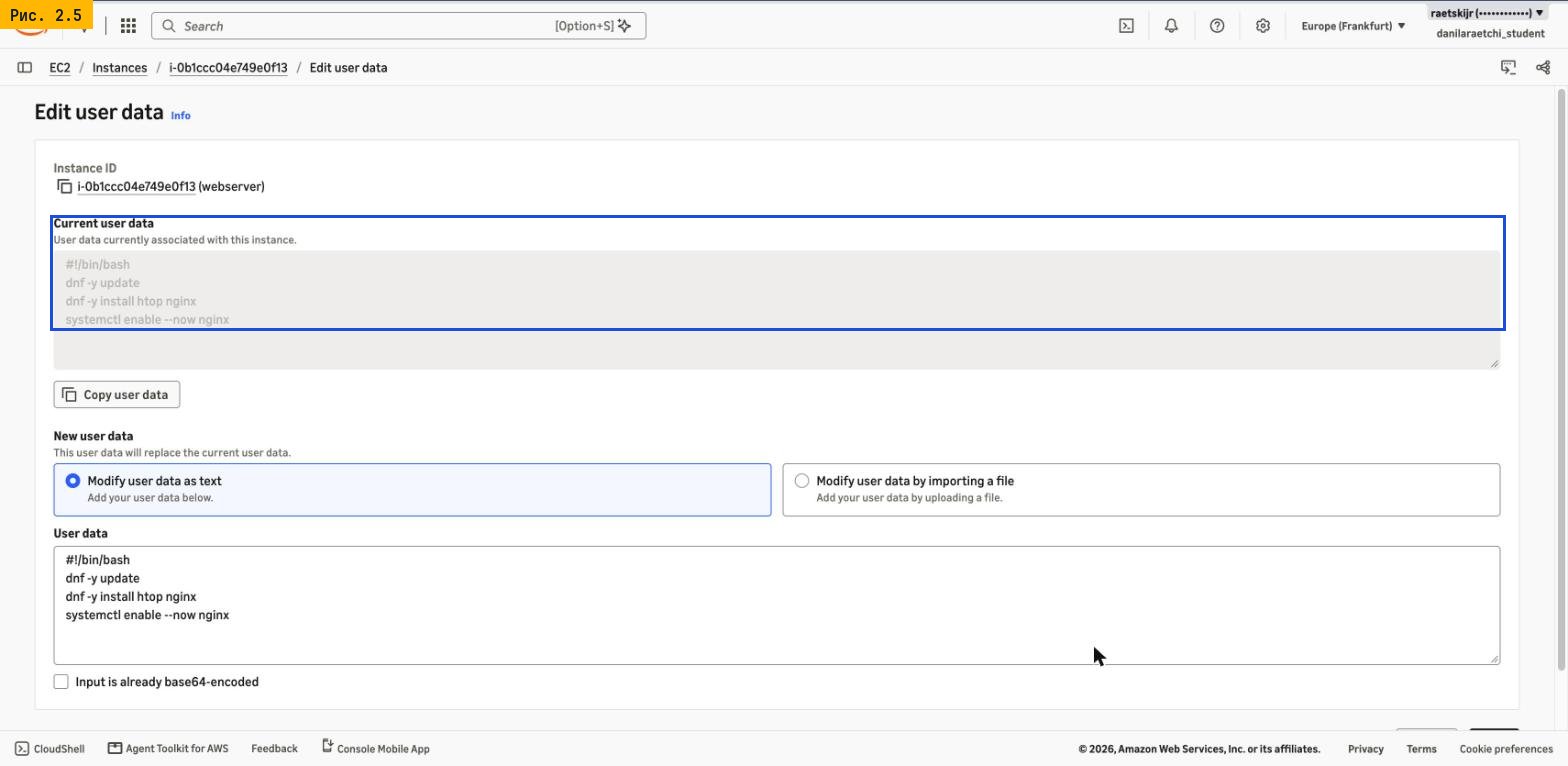 Рис. 2.5
Search
[Option+S]
Europe (Frankfurt)
raetskijr (••••••••••••)
danilaraetchi_student
EC2 / Instances / i-0b1ccc04e749e0f13 / Edit user data
Edit user data Info
Instance ID
i-0b1ccc04e749e0f13 (webserver)
Current user data
User data currently associated with this instance.
#!/bin/bash
dnf -y update
dnf -y install htop nginx
systemctl enable --now nginx
Copy user data
New user data
This user data will replace the current user data.
Modify user data as text
Add your user data below.
Modify user data by importing a file
Add your user data by uploading a file.
User data
#!/bin/bash
dnf -y update
dnf -y install htop nginx
systemctl enable --now nginx
Input is already base64-encoded
CloudShell
Agent Toolkit for AWS
Feedback
Console Mobile App
© 2026, Amazon Web Services, Inc. or its affiliates.
Privacy
Terms
Cookie preferences